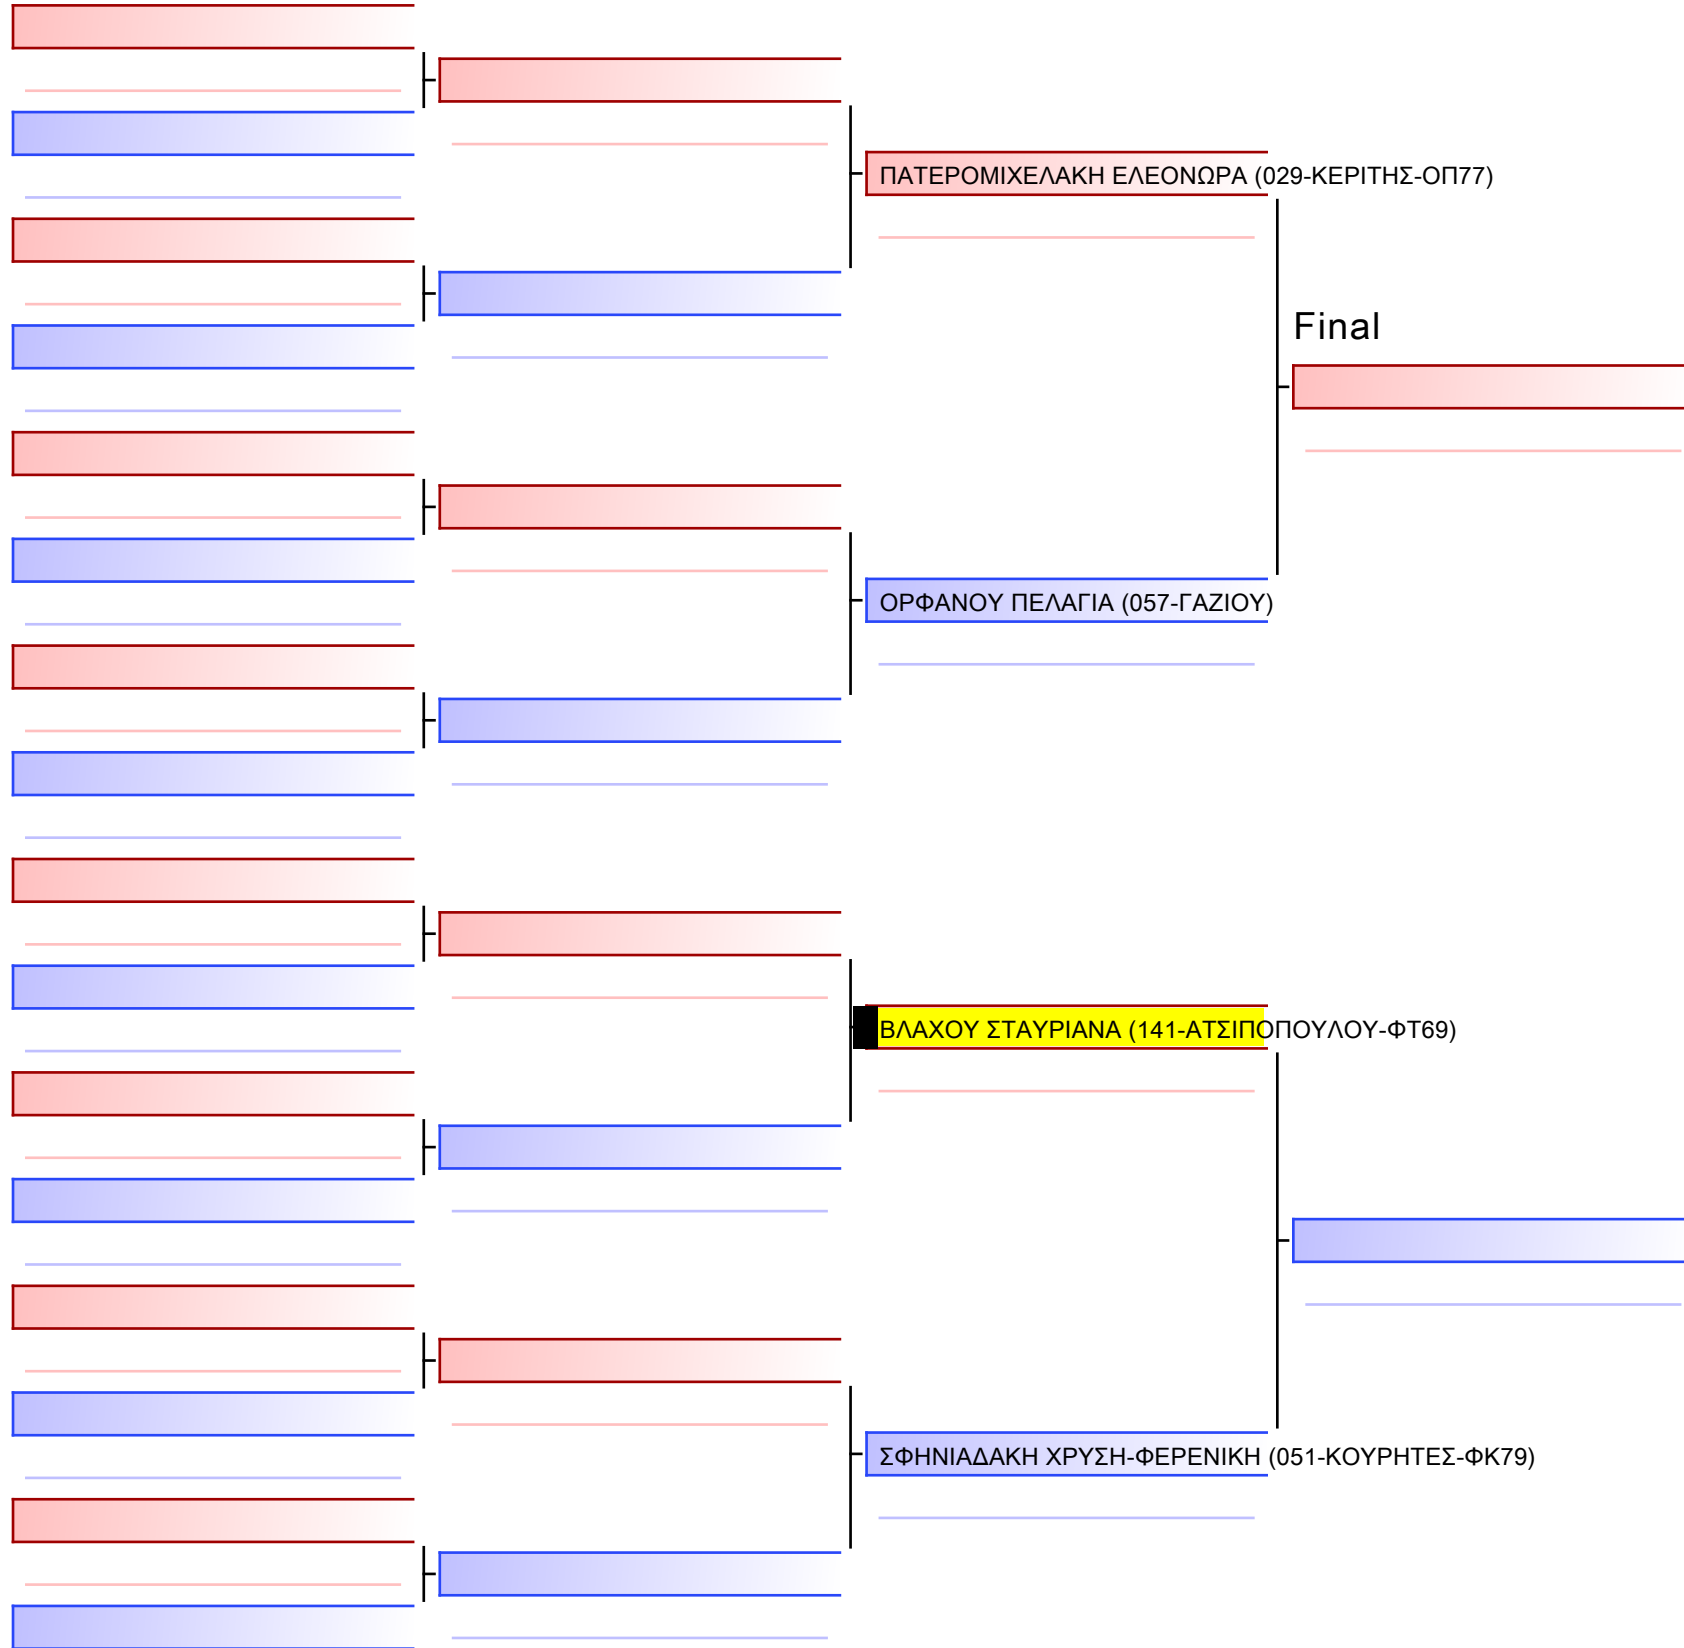 ΠΑΤΕΡΟΜΙΧΕΛΑΚΗ ΕΛΕΟΝΩΡΑ (029-ΚΕΡΙΤΗΣ-ΟΠ77)
Final
ΟΡΦΑΝΟΥ ΠΕΛΑΓΙΑ (057-ΓΑΖΙΟΥ)
ΒΛΑΧΟΥ ΣΤΑΥΡΙΑΝΑ (141-ΑΤΣΙΠΟΠΟΥΛΟΥ-ΦΤ69)
ΣΦΗΝΙΑΔΑΚΗ ΧΡΥΣΗ-ΦΕΡΕΝΙΚΗ (051-ΚΟΥΡΗΤΕΣ-ΦΚ79)